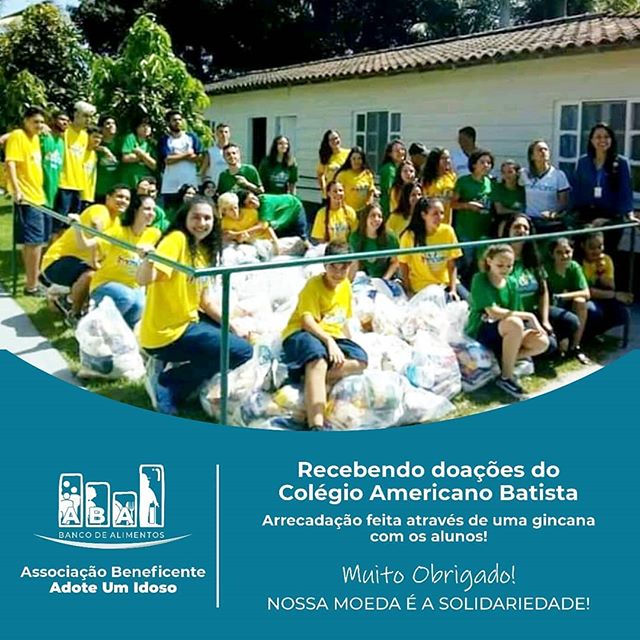 Recebendo doações do
Colégio Americano Batista
Arrecadação feita através de uma gincana
com os alunos!
Muito Obrigado!
NOSSA MOEDA É A SOLIDARIEDADE!
ABA
BANCO DE ALIMENTOS
Associação Beneficente
Adote Um Idoso